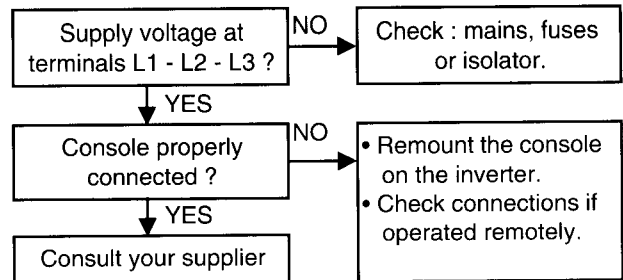 Supply voltage at
terminals L1 - L2 - L3 ?
NO
Check : mains, fuses
or isolator.
YES
Console properly
connected ?
NO
• Remount the console
on the inverter.
• Check connections if
operated remotely.
YES
Consult your supplier